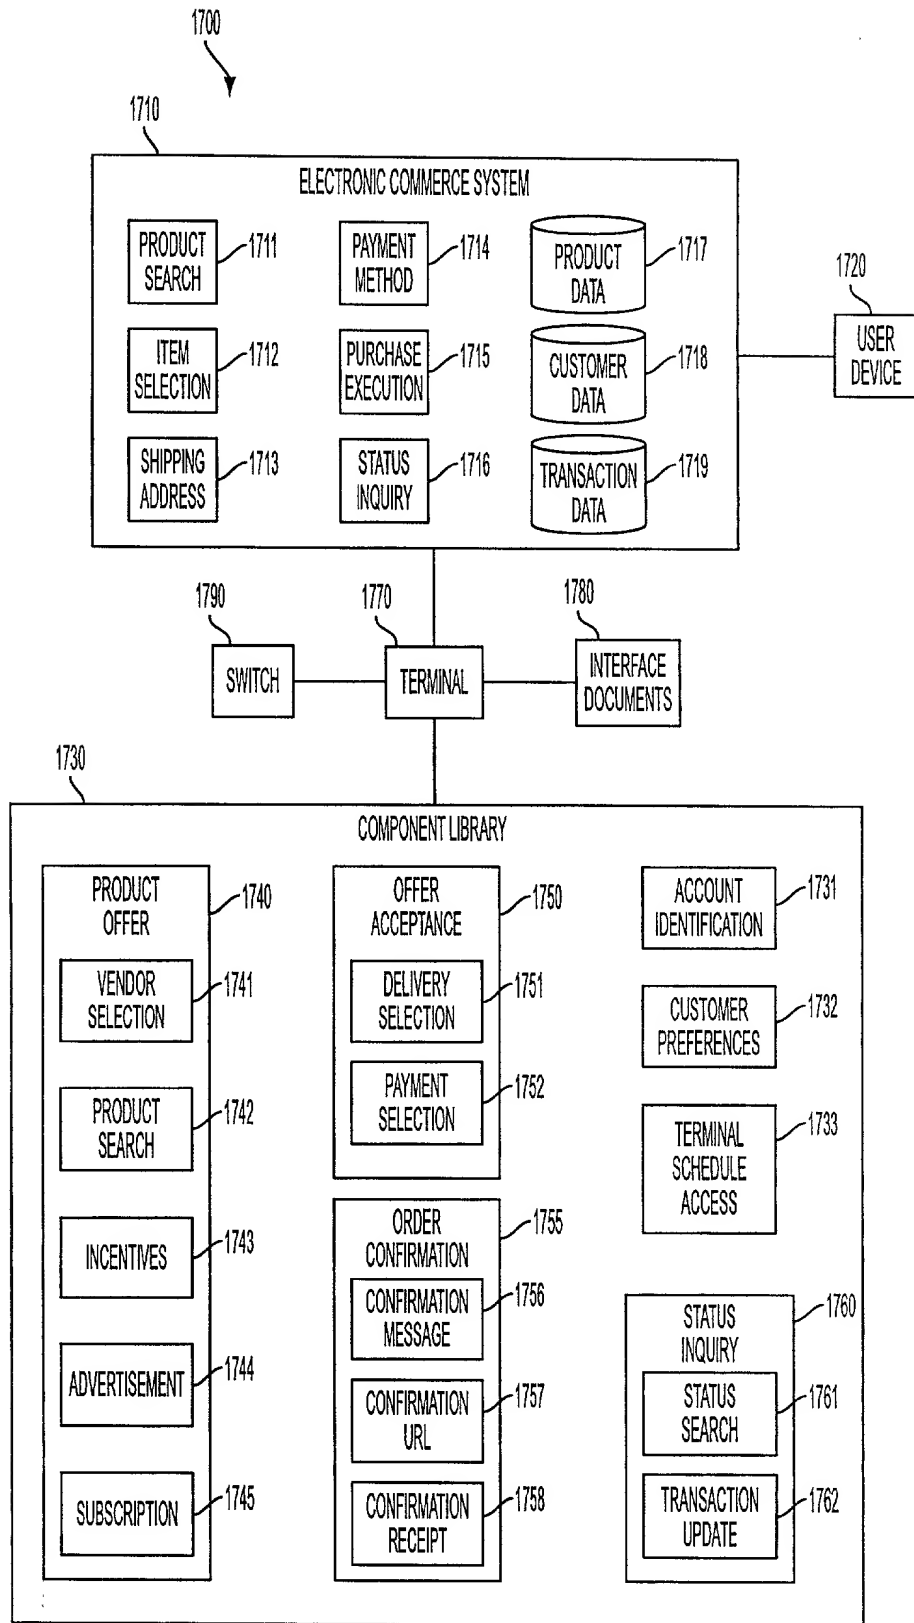 1700
1710
ELECTRONIC COMMERCE SYSTEM
PRODUCT
SEARCH
1711
PAYMENT
METHOD
1714
PRODUCT
DATA
1717
ITEM
SELECTION
1712
PURCHASE
EXECUTION
1715
CUSTOMER
DATA
1718
SHIPPING
ADDRESS
1713
STATUS
INQUIRY
1716
TRANSACTION
DATA
1719
1720
USER
DEVICE
1790
SWITCH
1770
TERMINAL
1780
INTERFACE
DOCUMENTS
1730
COMPONENT LIBRARY
PRODUCT
OFFER
1740
VENDOR
SELECTION
1741
PRODUCT
SEARCH
1742
INCENTIVES
1743
ADVERTISEMENT
1744
SUBSCRIPTION
1745
OFFER
ACCEPTANCE
1750
DELIVERY
SELECTION
1751
PAYMENT
SELECTION
1752
ORDER
CONFIRMATION
1755
CONFIRMATION
MESSAGE
1756
CONFIRMATION
URL
1757
CONFIRMATION
RECEIPT
1758
ACCOUNT
IDENTIFICATION
1731
CUSTOMER
PREFERENCES
1732
TERMINAL
SCHEDULE
ACCESS
1733
STATUS
INQUIRY
1760
STATUS
SEARCH
1761
TRANSACTION
UPDATE
1762